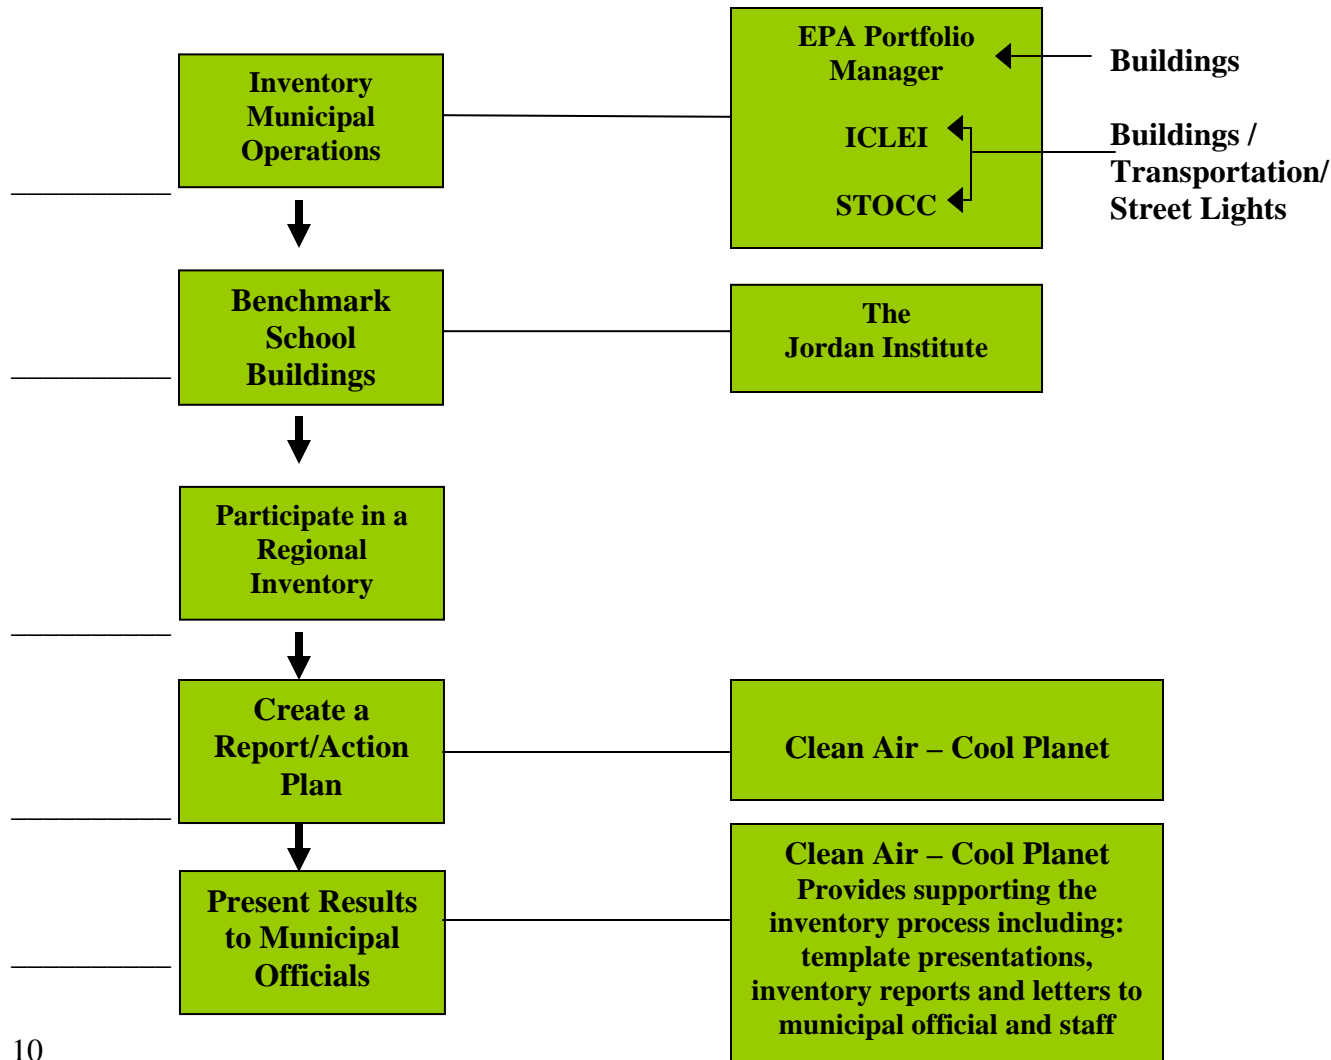 Inventory
Municipal
Operations
EPA Portfolio
Manager
ICLEI
STOCC
Buildings
Buildings /
Transportation/
Street Lights
Benchmark
School
Buildings
The
Jordan Institute
Participate in a
Regional
Inventory
Create a
Report/Action
Plan
Clean Air – Cool Planet
Present Results
to Municipal
Officials
Clean Air – Cool Planet
Provides supporting the
inventory process including:
template presentations,
inventory reports and letters to
municipal official and staff
10